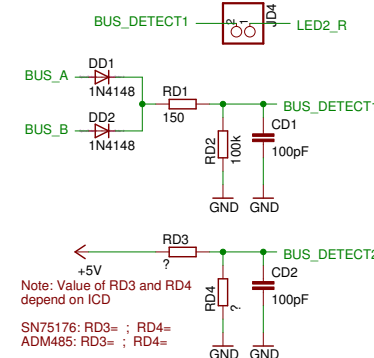 BUS_DETECT1
2
1
JD4
LED2_R
DD1
BUS_A
1N4148
DD2
BUS_B
1N4148
RD1
150
BUS_DETECT1
RD2
100k
CD1
100pF
GND
GND
RD3
?
+5V
BUS_DETECT2
RD4
?
CD2
100pF
GND
GND
Note: Value of RD3 and RD4
depend on ICD
SN75176: RD3= ; RD4=
ADM485: RD3= ; RD4=